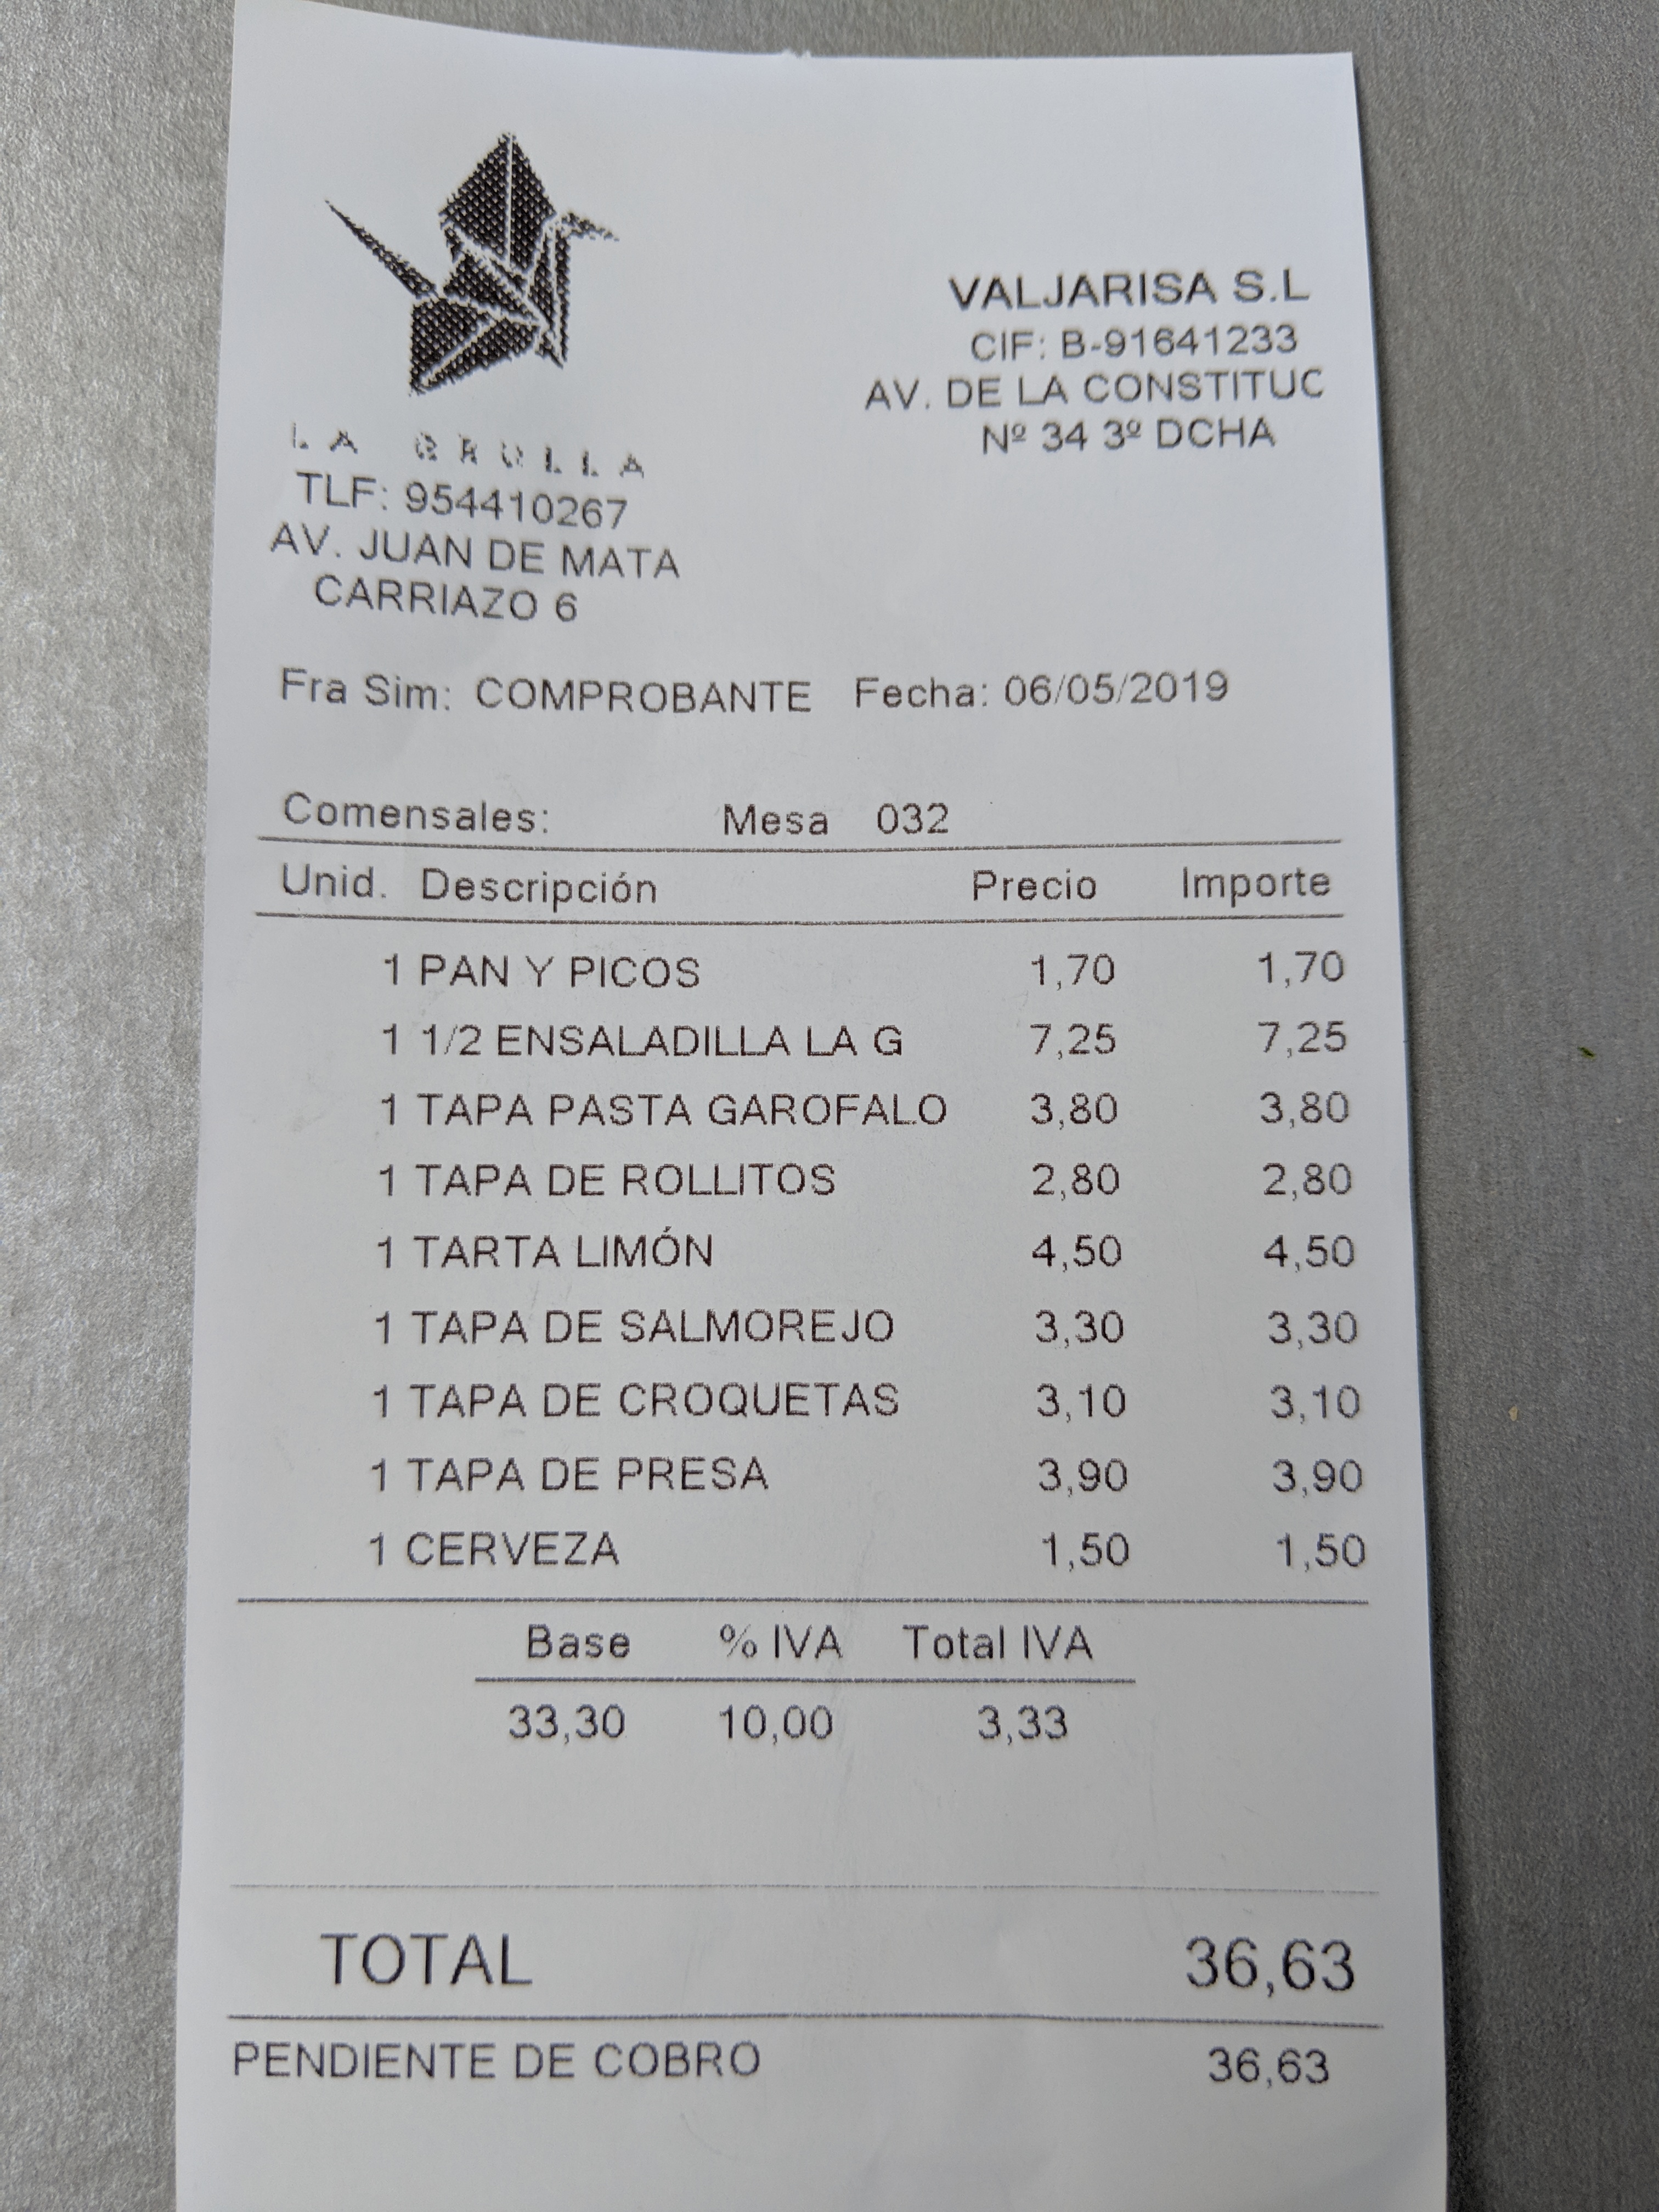 LA GRULLA
TLF: 954410267
AV. JUAN DE MATA
CARRIAZO 6
VALJARISA S.L
CIF: B-91641233
AV. DE LA CONSTITUC
Nº 34 3º DCHA
Fra Sim: COMPROBANTE Fecha: 06/05/2019
Comensales: Mesa 032
Unid. Descripción Precio Importe
1 PAN Y PICOS 1,70 1,70
1 1/2 ENSALADILLA LA G 7,25 7,25
1 TAPA PASTA GAROFALO 3,80 3,80
1 TAPA DE ROLLITOS 2,80 2,80
1 TARTA LIMÓN 4,50 4,50
1 TAPA DE SALMOREJO 3,30 3,30
1 TAPA DE CROQUETAS 3,10 3,10
1 TAPA DE PRESA 3,90 3,90
1 CERVEZA 1,50 1,50
Base % IVA Total IVA
33,30 10,00 3,33
TOTAL 36,63
PENDIENTE DE COBRO 36,63